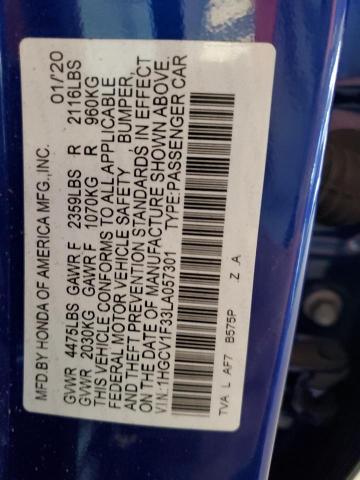 MFD.BY HONDA OF AMERICA MFG.,INC. 01/20
GVWR 4475LBS GAWR F 2359LBS R 2116LBS
GVWR 2030KG GAWR F 1070KG R 960KG
THIS VEHICLE CONFORMS TO ALL APPLICABLE
FEDERAL MOTOR VEHICLE SAFETY BUMPER,
AND THEFT PREVENTION STANDARDS IN EFFECT
ON THE DATE OF MANUFACTURE SHOWN ABOVE.
V.I.N.:1HGCV1F33LA057301 TYPE:PASSENGER CAR
TVA L AF7 B575P Z A